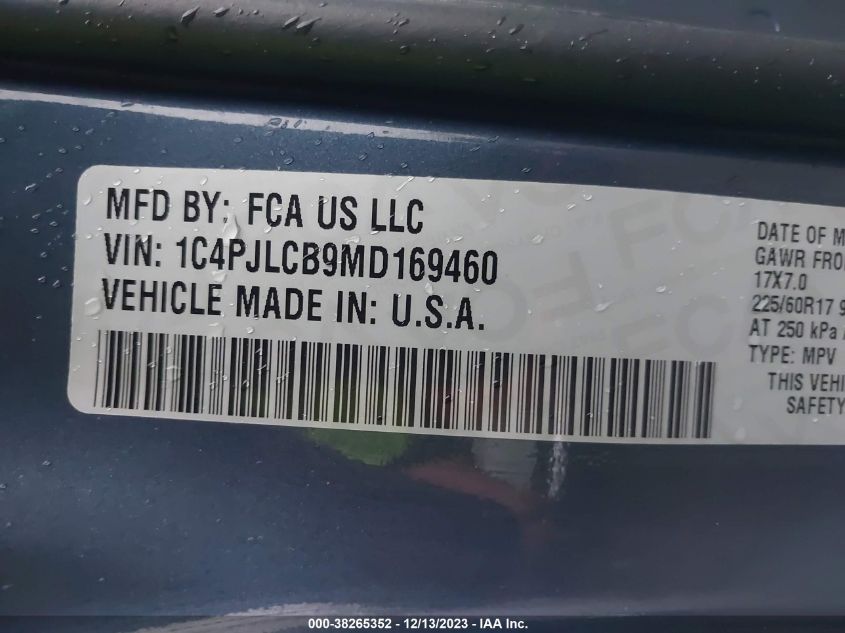 MFD BY: FCA US LLC
VIN: 1C4PJLCB9MD169460
VEHICLE MADE IN: U.S.A.
DATE OF M
GAWR FRO
17X7.0
225/60R17 9
AT 250 kPa
TYPE: MPV
THIS VEHI
SAFETY
FCA
000-38265352 - 12/13/2023 - IAA Inc.